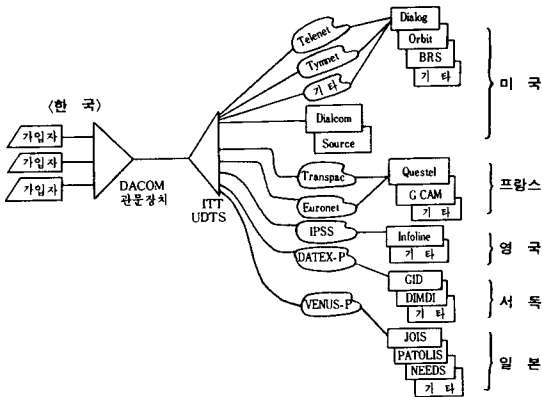 〈한 국〉
가입자
가입자
가입자
DACOM
관문장치
ITT
UDTS
Telenet
Tymnet
기타
Transpac
Euronet
IPSS
DATEX-P
VENUS-P
Dialog
Orbit
BRS
기 타
Dialcom
Source
미 국
Questel
G CAM
기 타
프랑스
Infoline
기 타
영 국
GID
DIMDI
기 타
서 독
JOIS
PATOLIS
NEEDS
기 타
일 본